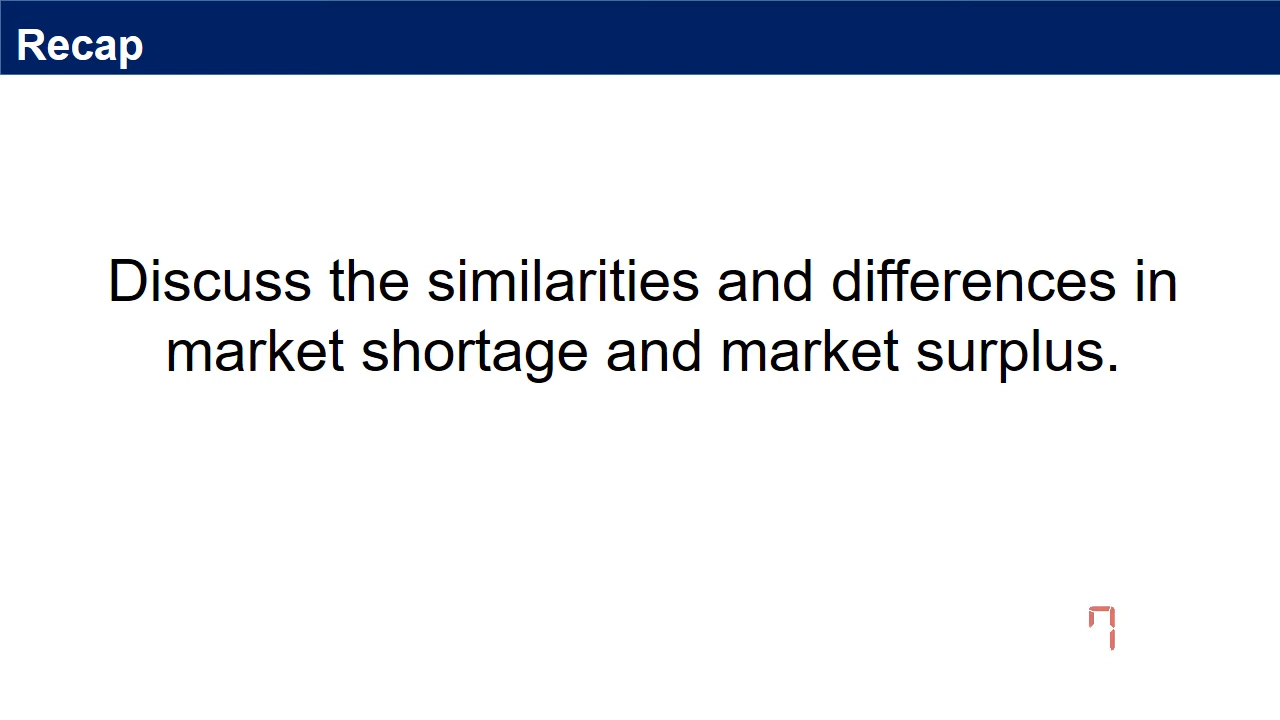 Recap
Discuss the similarities and differences in
market shortage and market surplus.
7